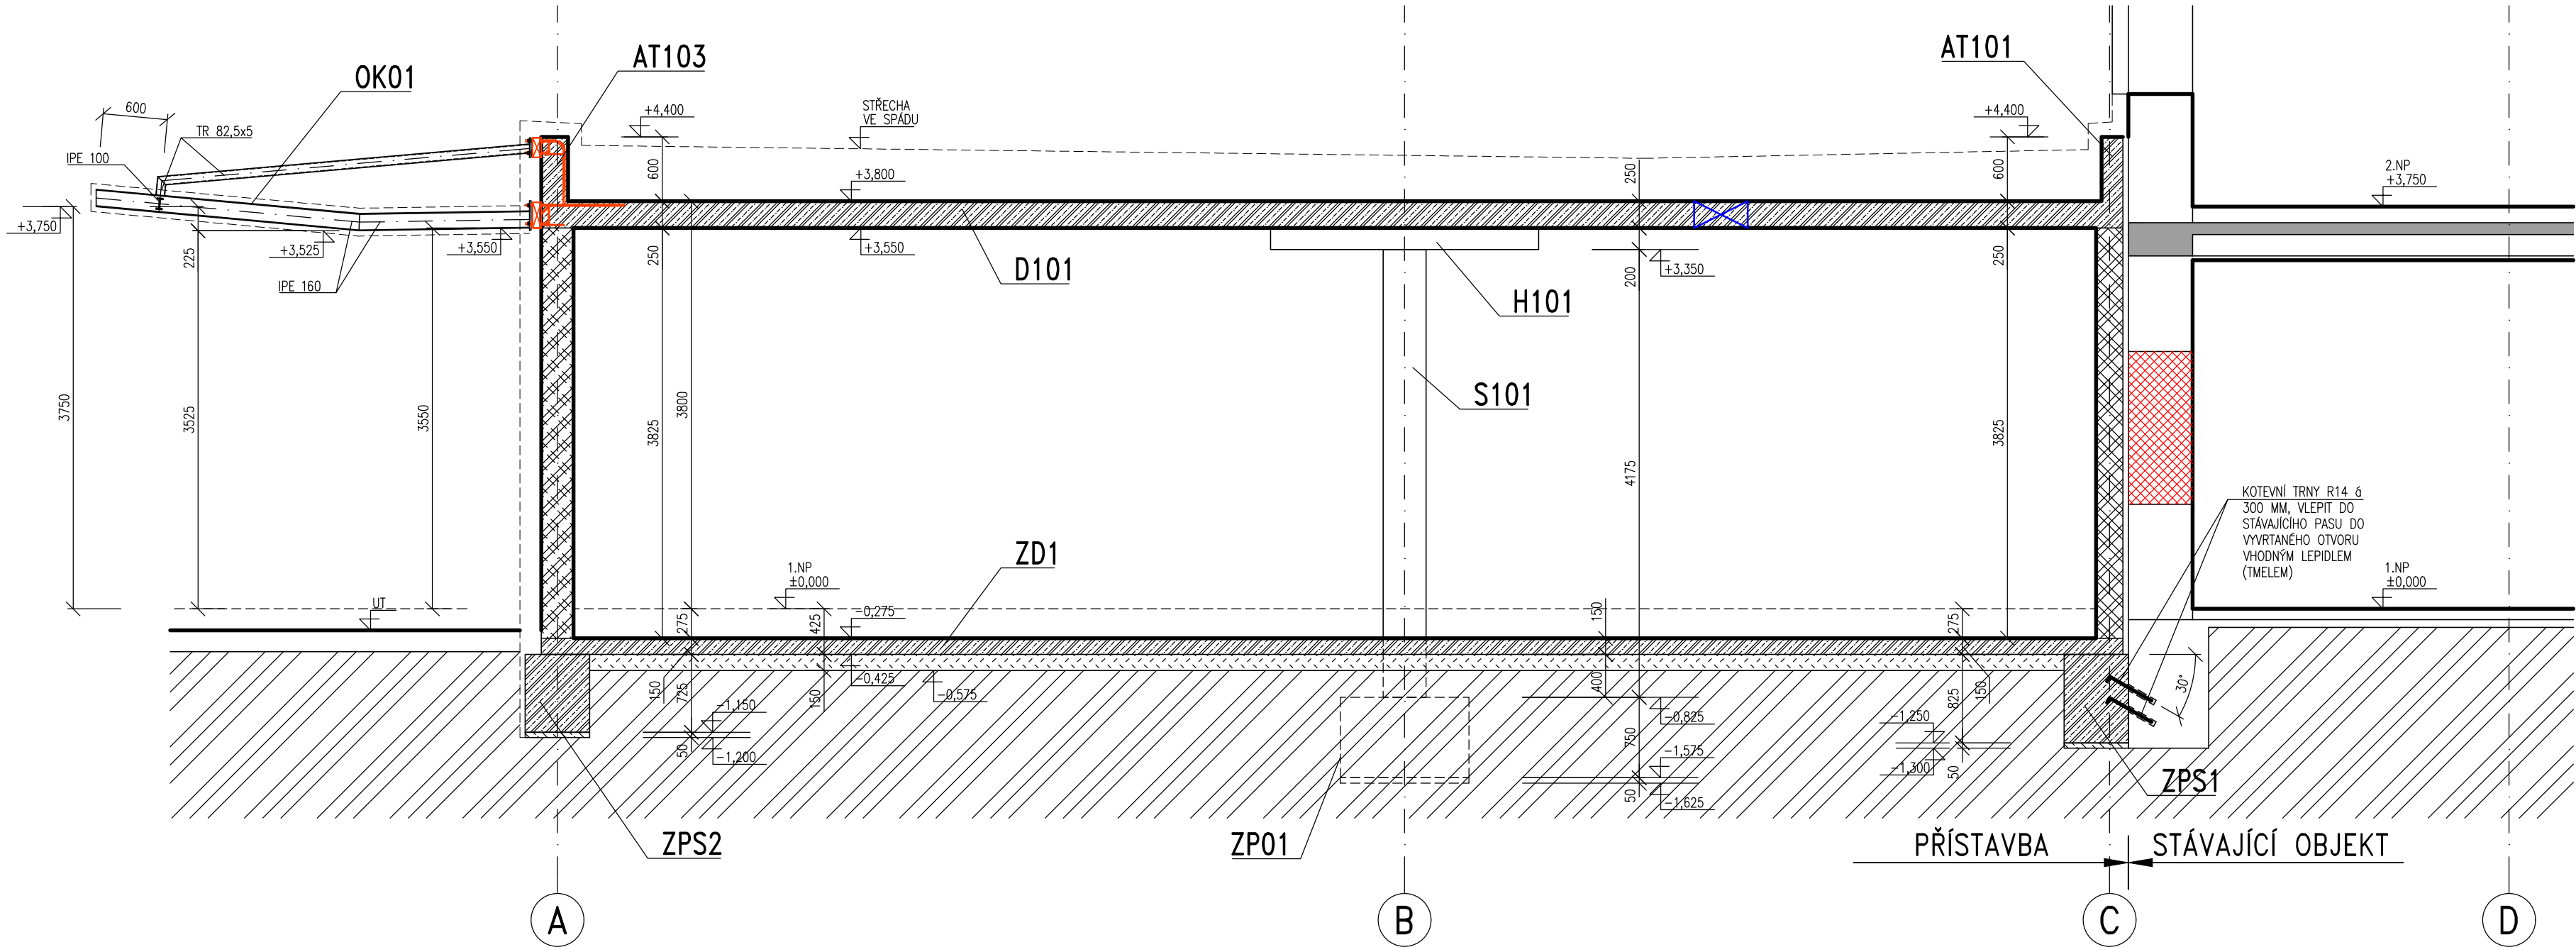 AT103
AT101
OK01
600
TR 82,5x5
IPE 100
+4,400
STŘECHA
VE SPÁDU
+4,400
600
+3,800
250
600
2.NP
+3,750
+3,750
+3,525
+3,550
225
250
+3,550
D101
200
+3,350
250
IPE 160
H101
3750
3525
3550
3825
3800
S101
4175
3825
KOTEVNÍ TRNY R14 á
300 MM, VLEPIT DO
STÁVAJÍCÍHO PASU DO
VYVRTANÉHO OTVORU
VHODNÝM LEPIDLEM
(TMELEM)
ZD1
1.NP
±0,000
1.NP
±0,000
UT
275
425
-0,275
150
275
150
725
150
-0,425
-0,575
400
825
150
30°
-1,150
-0,825
-1,250
50
-1,200
750
-1,575
-1,300
50
50
-1,625
ZPS1
ZPS2
ZP01
PŘÍSTAVBA
STÁVAJÍCÍ OBJEKT
A
B
C
D